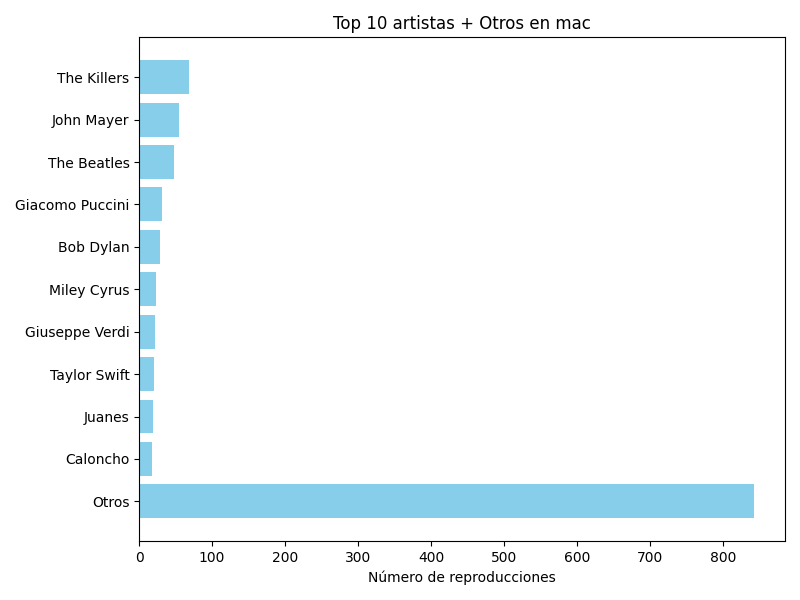 Top 10 artistas + Otros en mac
The Killers
John Mayer
The Beatles
Giacomo Puccini
Bob Dylan
Miley Cyrus
Giuseppe Verdi
Taylor Swift
Juanes
Caloncho
Otros
0 100 200 300 400 500 600 700 800
Número de reproducciones